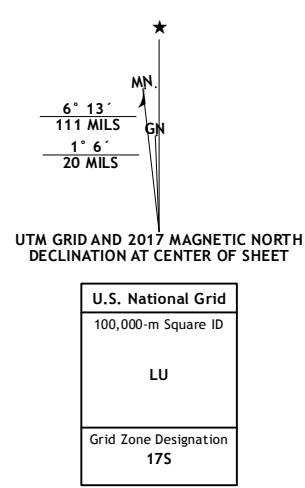 MN.
6° 13´
111 MILS
GN
1° 6´
20 MILS
UTM GRID AND 2017 MAGNETIC NORTH
DECLINATION AT CENTER OF SHEET
U.S. National Grid
100,000-m Square ID
LU
Grid Zone Designation
17S